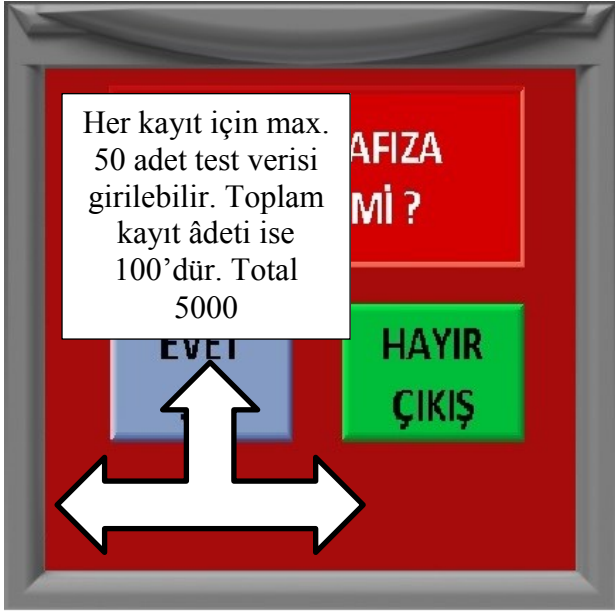 Her kayıt için max.
50 adet test verisi
girilebilir. Toplam
kayıt âdeti ise
100’dür. Total
5000
Mİ ?
EVET
HAYIR
ÇIKIŞ